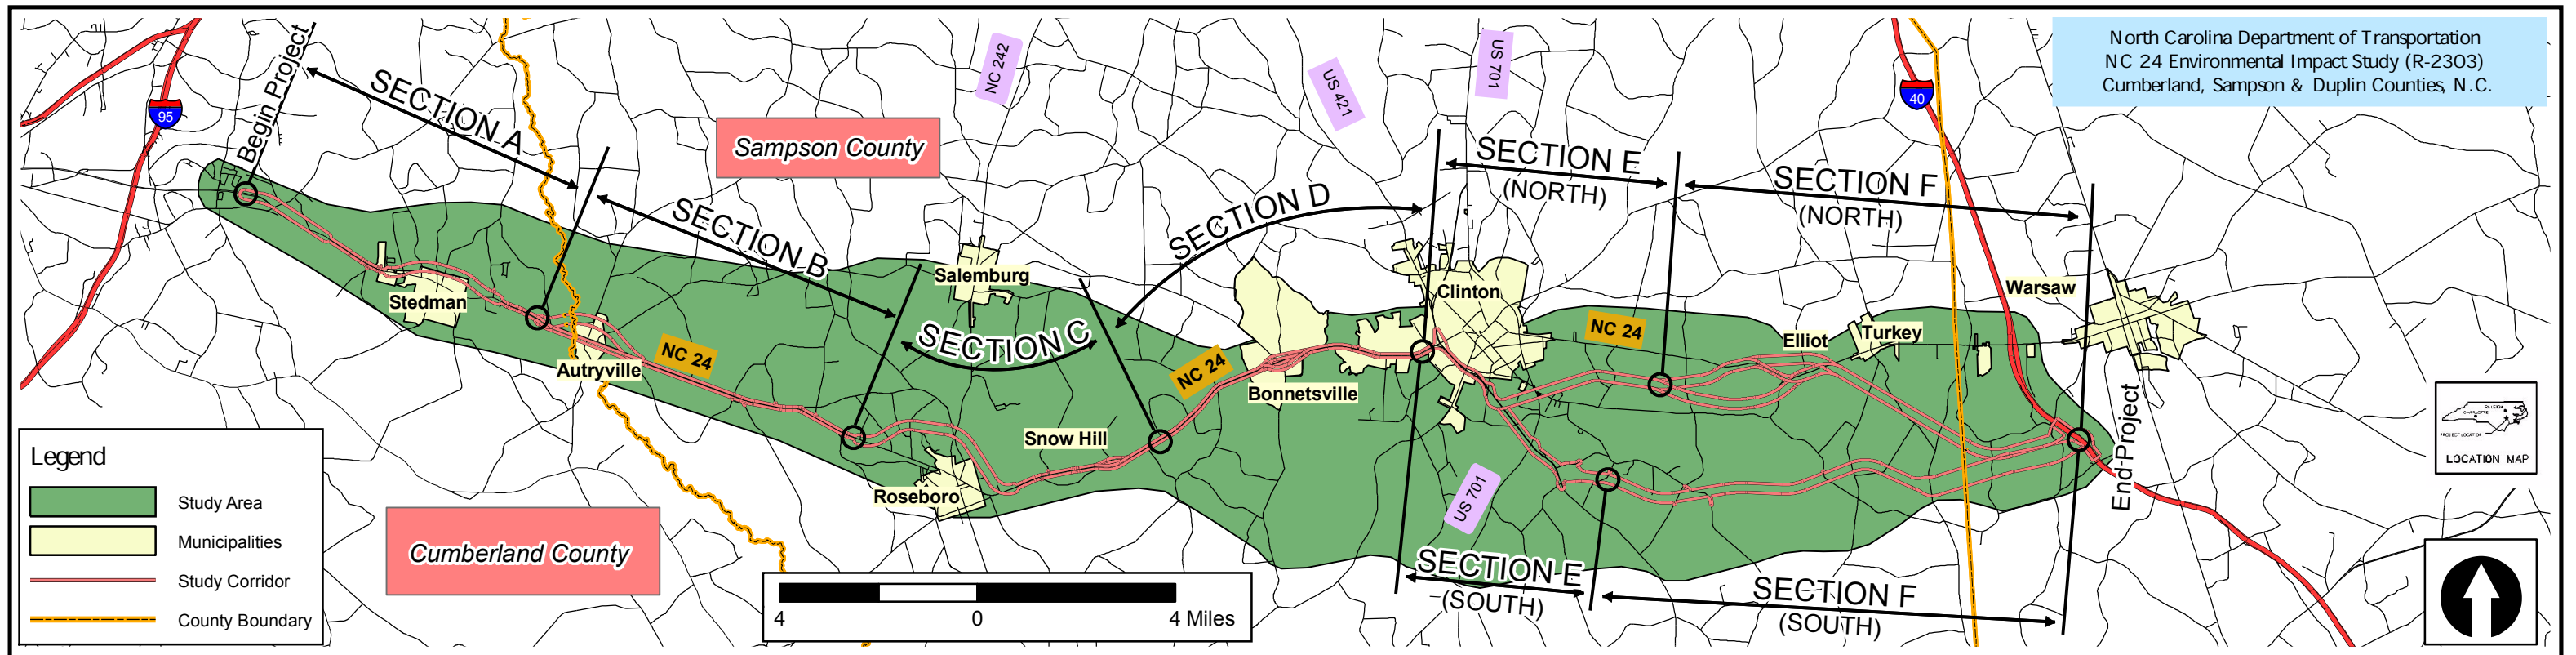 North Carolina Department of Transportation
NC 24 Environmental Impact Study (R-2303)
Cumberland, Sampson & Duplin Counties, N.C.
Begin Project
95
SECTION A
NC 242
US 421
US 701
40
Sampson County
SECTION B
SECTION C
SECTION D
SECTION E
(NORTH)
SECTION F
(NORTH)
Salemburg
Clinton
Warsaw
Stedman
Autryville
NC 24
NC 24
NC 24
Elliot
Turkey
Bonnetsville
Snow Hill
Roseboro
US 701
End Project
Cumberland County
SECTION E
(SOUTH)
SECTION F
(SOUTH)
Legend
Study Area
Municipalities
Study Corridor
County Boundary
4 0 4 Miles
RALEIGH
CHARLOTTE
PROJECT LOCATION
LOCATION MAP